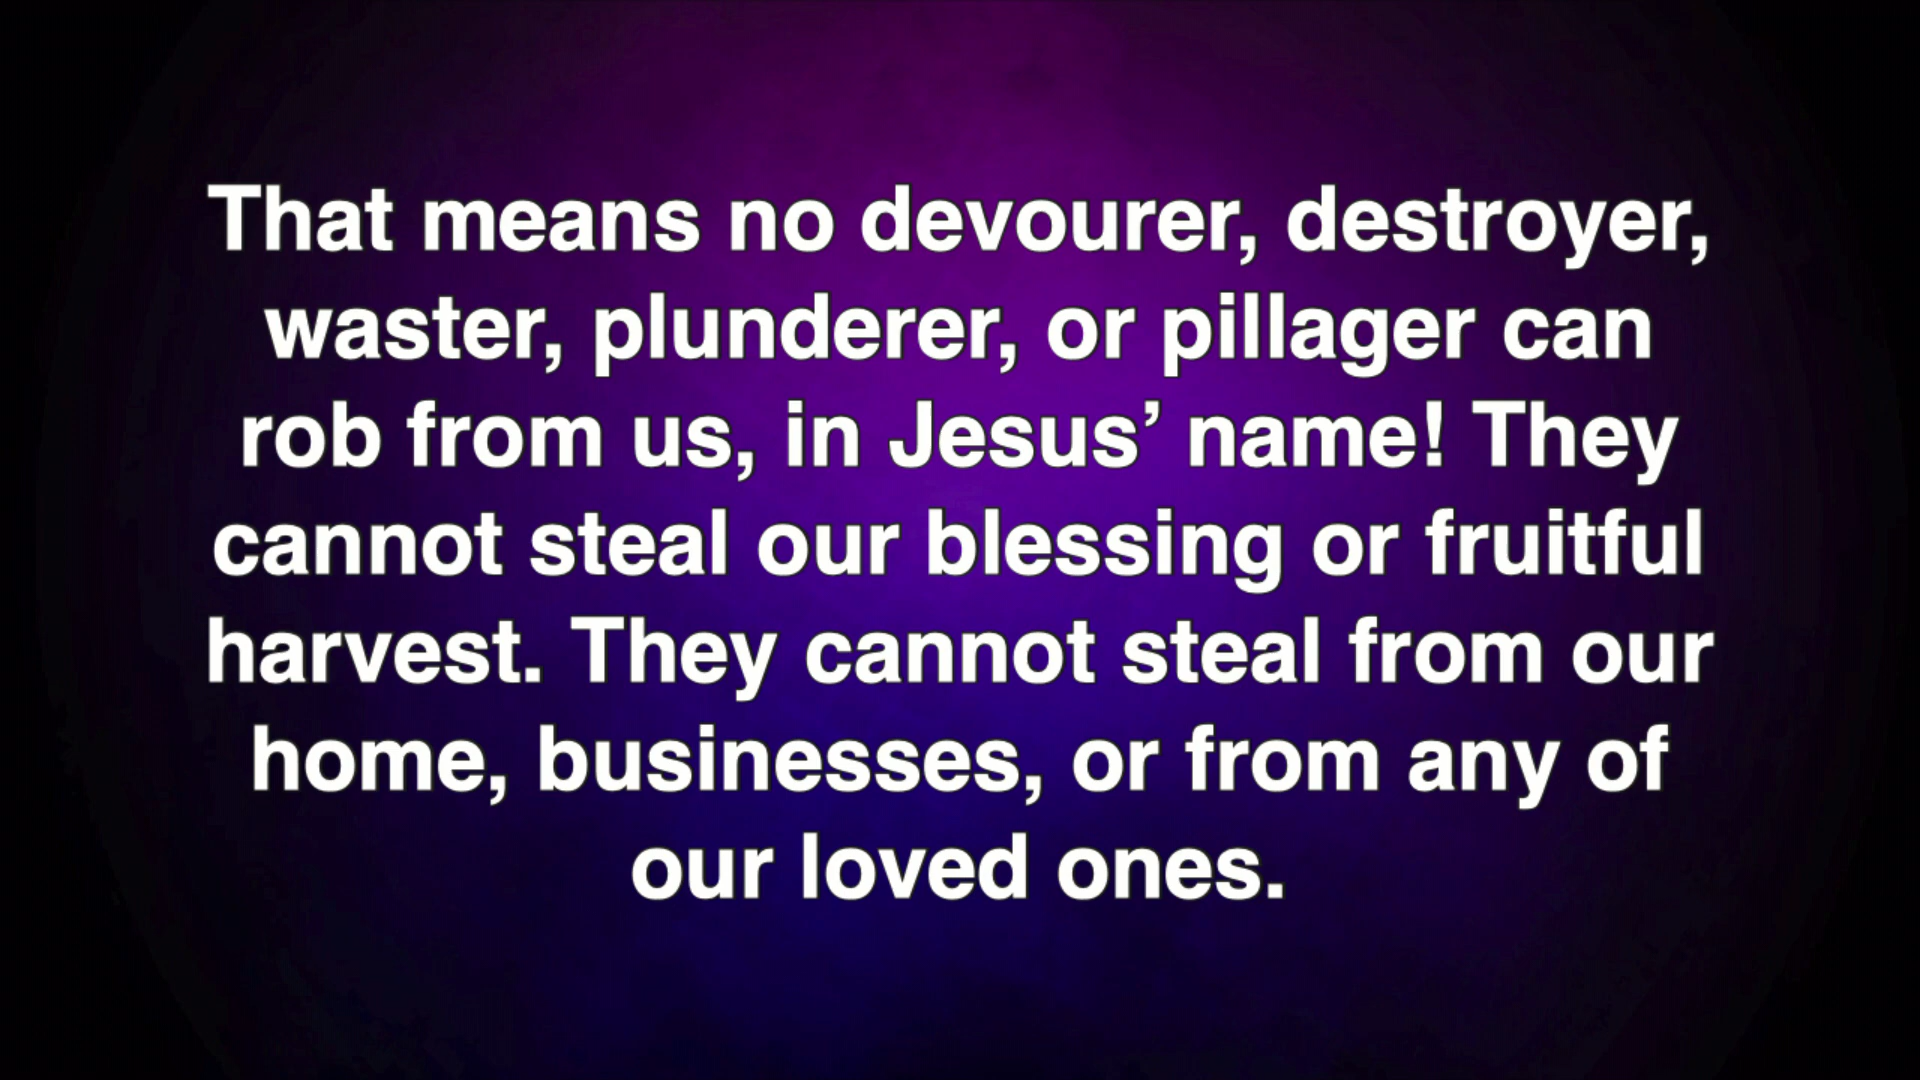 That means no devourer, destroyer,
waster, plunderer, or pillager can
rob from us, in Jesus’ name! They
cannot steal our blessing or fruitful
harvest. They cannot steal from our
home, businesses, or from any of
our loved ones.